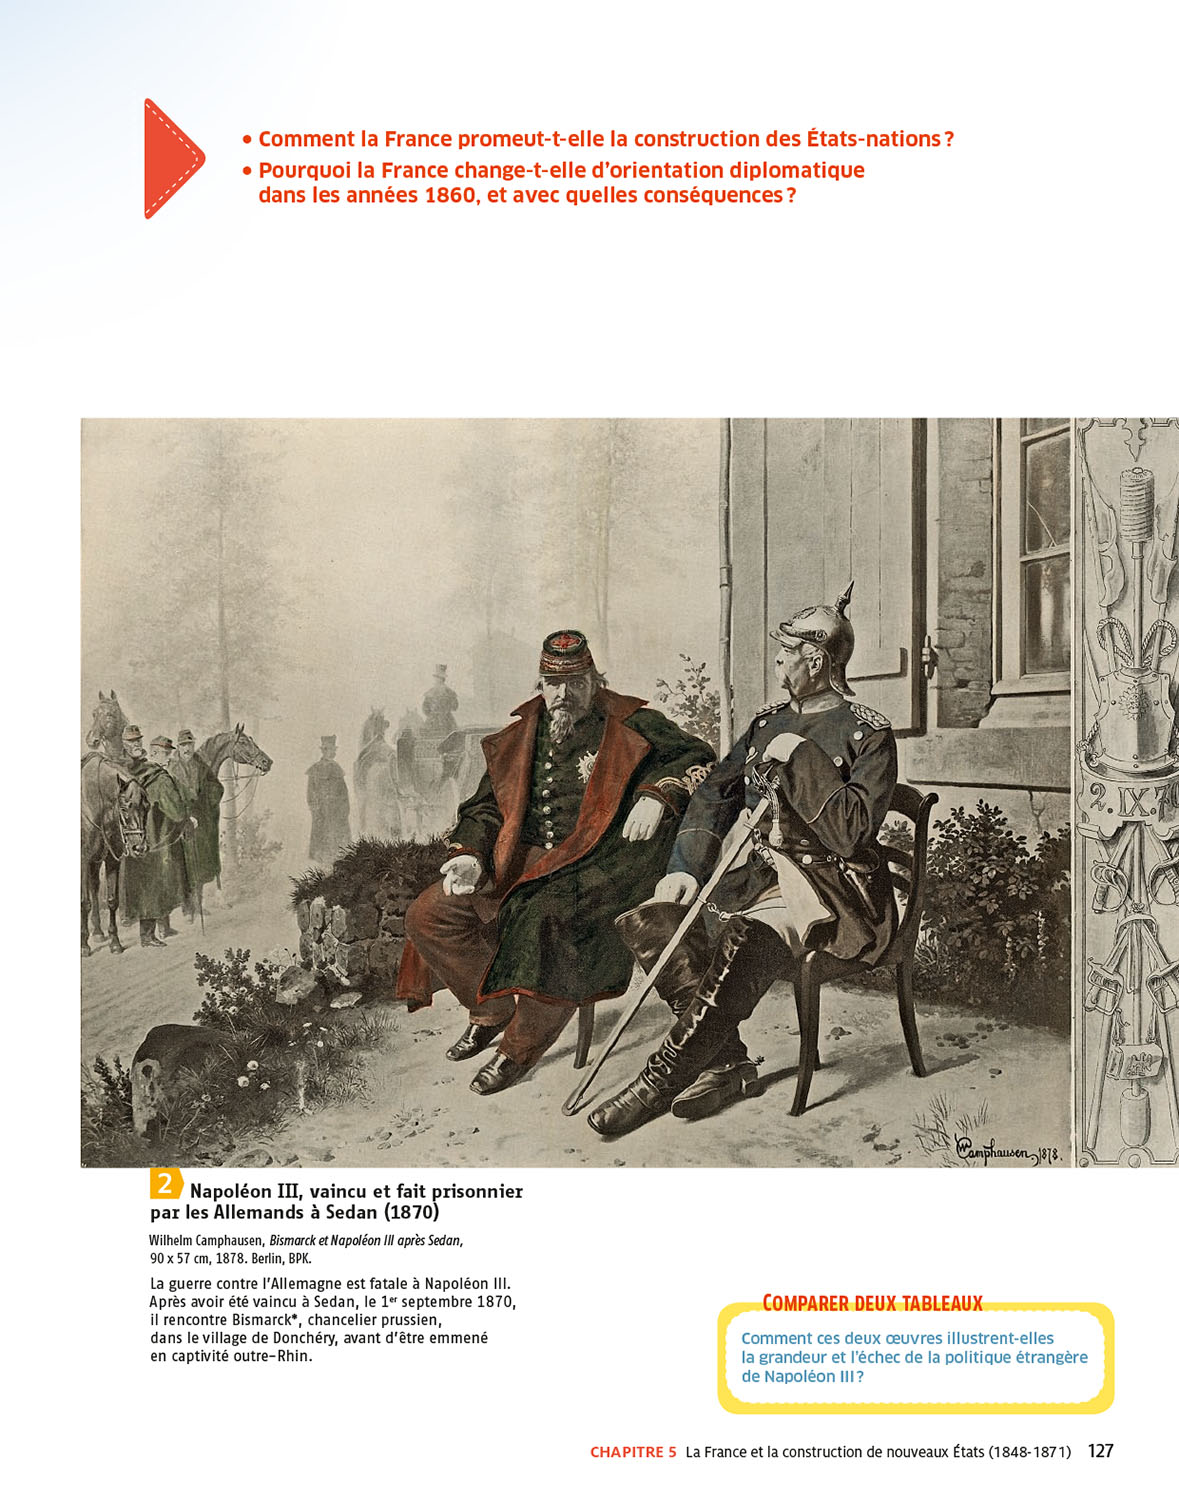 • Comment la France promeut-t-elle la construction des États-nations ?
• Pourquoi la France change-t-elle d'orientation diplomatique
dans les années 1860, et avec quelles conséquences ?
2. IX. 7
Camphausen, 1878.
2 Napoléon III, vaincu et fait prisonnier
par les Allemands à Sedan (1870)
Wilhelm Camphausen, Bismarck et Napoléon III après Sedan,
90 x 57 cm, 1878. Berlin, BPK.
La guerre contre l'Allemagne est fatale à Napoléon III.
Après avoir été vaincu à Sedan, le 1er septembre 1870,
il rencontre Bismarck*, chancelier prussien,
dans le village de Donchéry, avant d'être emmené
en captivité outre-Rhin.
COMPARER DEUX TABLEAUX
Comment ces deux œuvres illustrent-elles
la grandeur et l'échec de la politique étrangère
de Napoléon III ?
CHAPITRE 5 La France et la construction de nouveaux États (1848-1871) 127